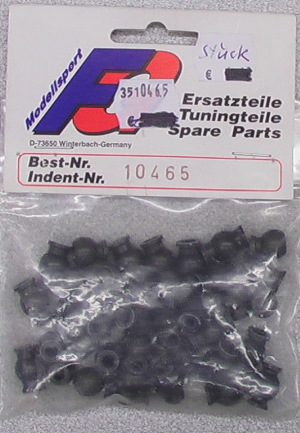 Modellsport
FG
3510465
€
Stück
€
Ersatzteile
Tuningteile
Spare Parts
D-73650 Winterbach-Germany
Best-Nr.
Indent-Nr.
10465